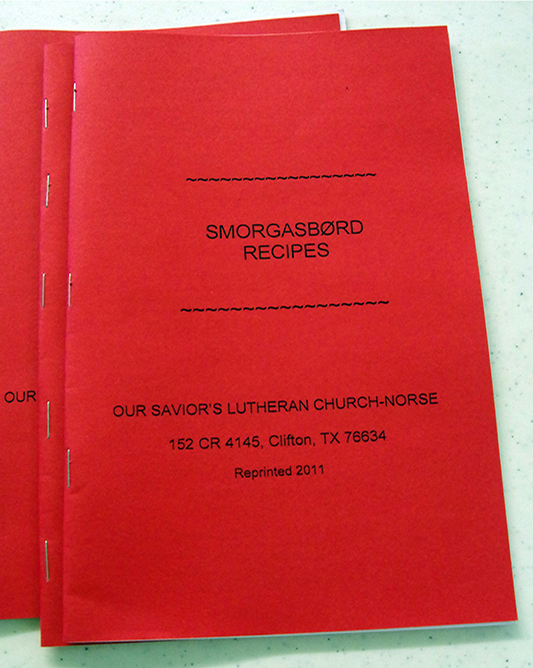 ~~~~~~~~~~~~~~~~~
SMORGASBØRD
RECIPES
~~~~~~~~~~~~~~~~~
OUR SAVIOR'S LUTHERAN CHURCH-NORSE
152 CR 4145, Clifton, TX 76634
Reprinted 2011
OUR